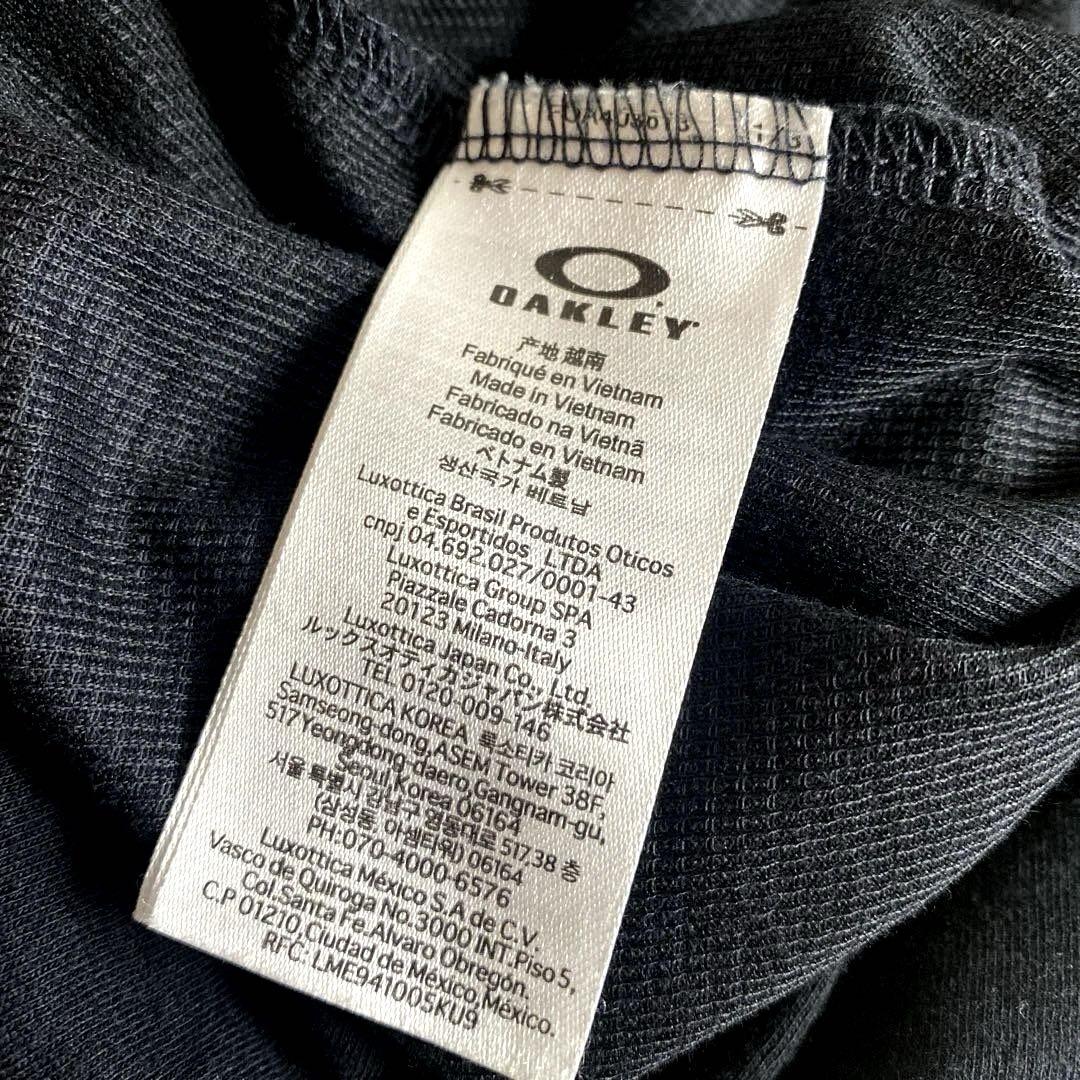 1/3
OAKLEY
产地 越南
Fabriqué en Vietnam
Made in Vietnam
Fabricado na Vietnã
Fabricado en Vietnam
ベトナム製
생산국가 베트남
Luxottica Brasil Produtos Oticos
e Esportidos LTDA
cnpj 04.692 027/0001-43
Luxottica Group SPA
Piazzale Cadorna 3
20123 Milano-Italy
Luxottica Japan Co., Ltd.
ルックスオティカジャパン株式会社
TEL 0120-009-146
LUXOTTICA KOREA 룩소티카 코리아
Samseong-dong,ASEM Tower 38F,
517 Yeongdong-daero,Gangnam-gu,
Seoul,Korea 06164
서울 특별시 강남구 영동대로 517,38 층
(삼성동, 아셈타워) 06164
PH:070-4000-6576
Luxottica México S.A. de C.V.
Vasco de Quiroga No.3000 INT.Piso 5,
Col.Santa Fe.Alvaro Obregón.
C.P 01210.Ciudad de México,México.
RFC: LME941005KU9